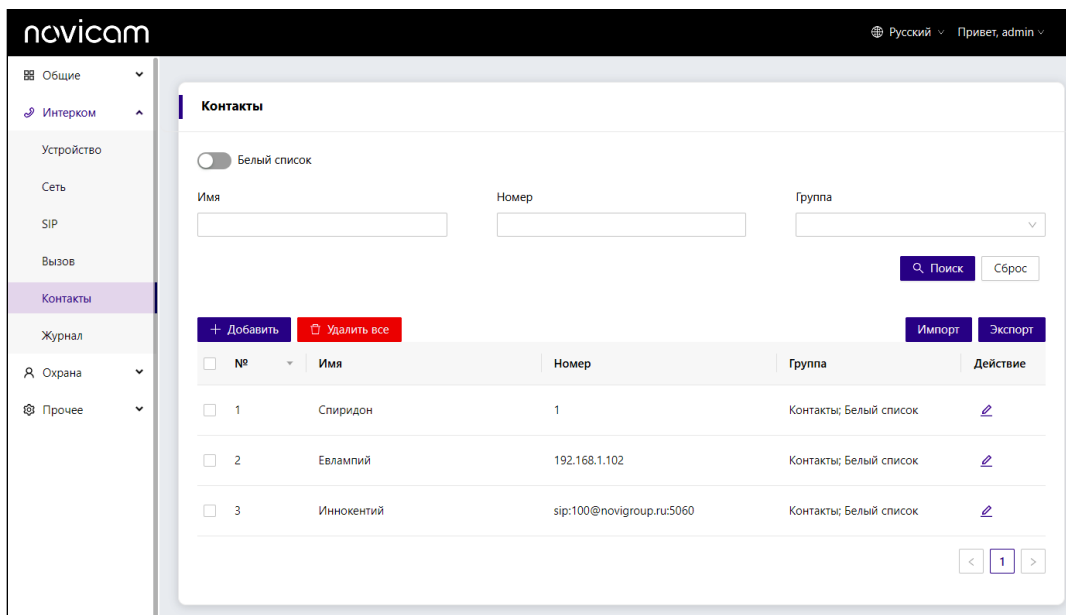 novicam
Русский Привет, admin
Общие
Интерком
Устройство
Сеть
SIP
Вызов
Контакты
Журнал
Охрана
Прочее
Контакты
Белый список
Имя Номер Группа
Поиск Сброс
+ Добавить Удалить все Импорт Экспорт
№ Имя Номер Группа Действие
1 Спиридон 1 Контакты; Белый список
2 Евлампий 192.168.1.102 Контакты; Белый список
3 Иннокентий sip:100@novigroup.ru:5060 Контакты; Белый список
< 1 >